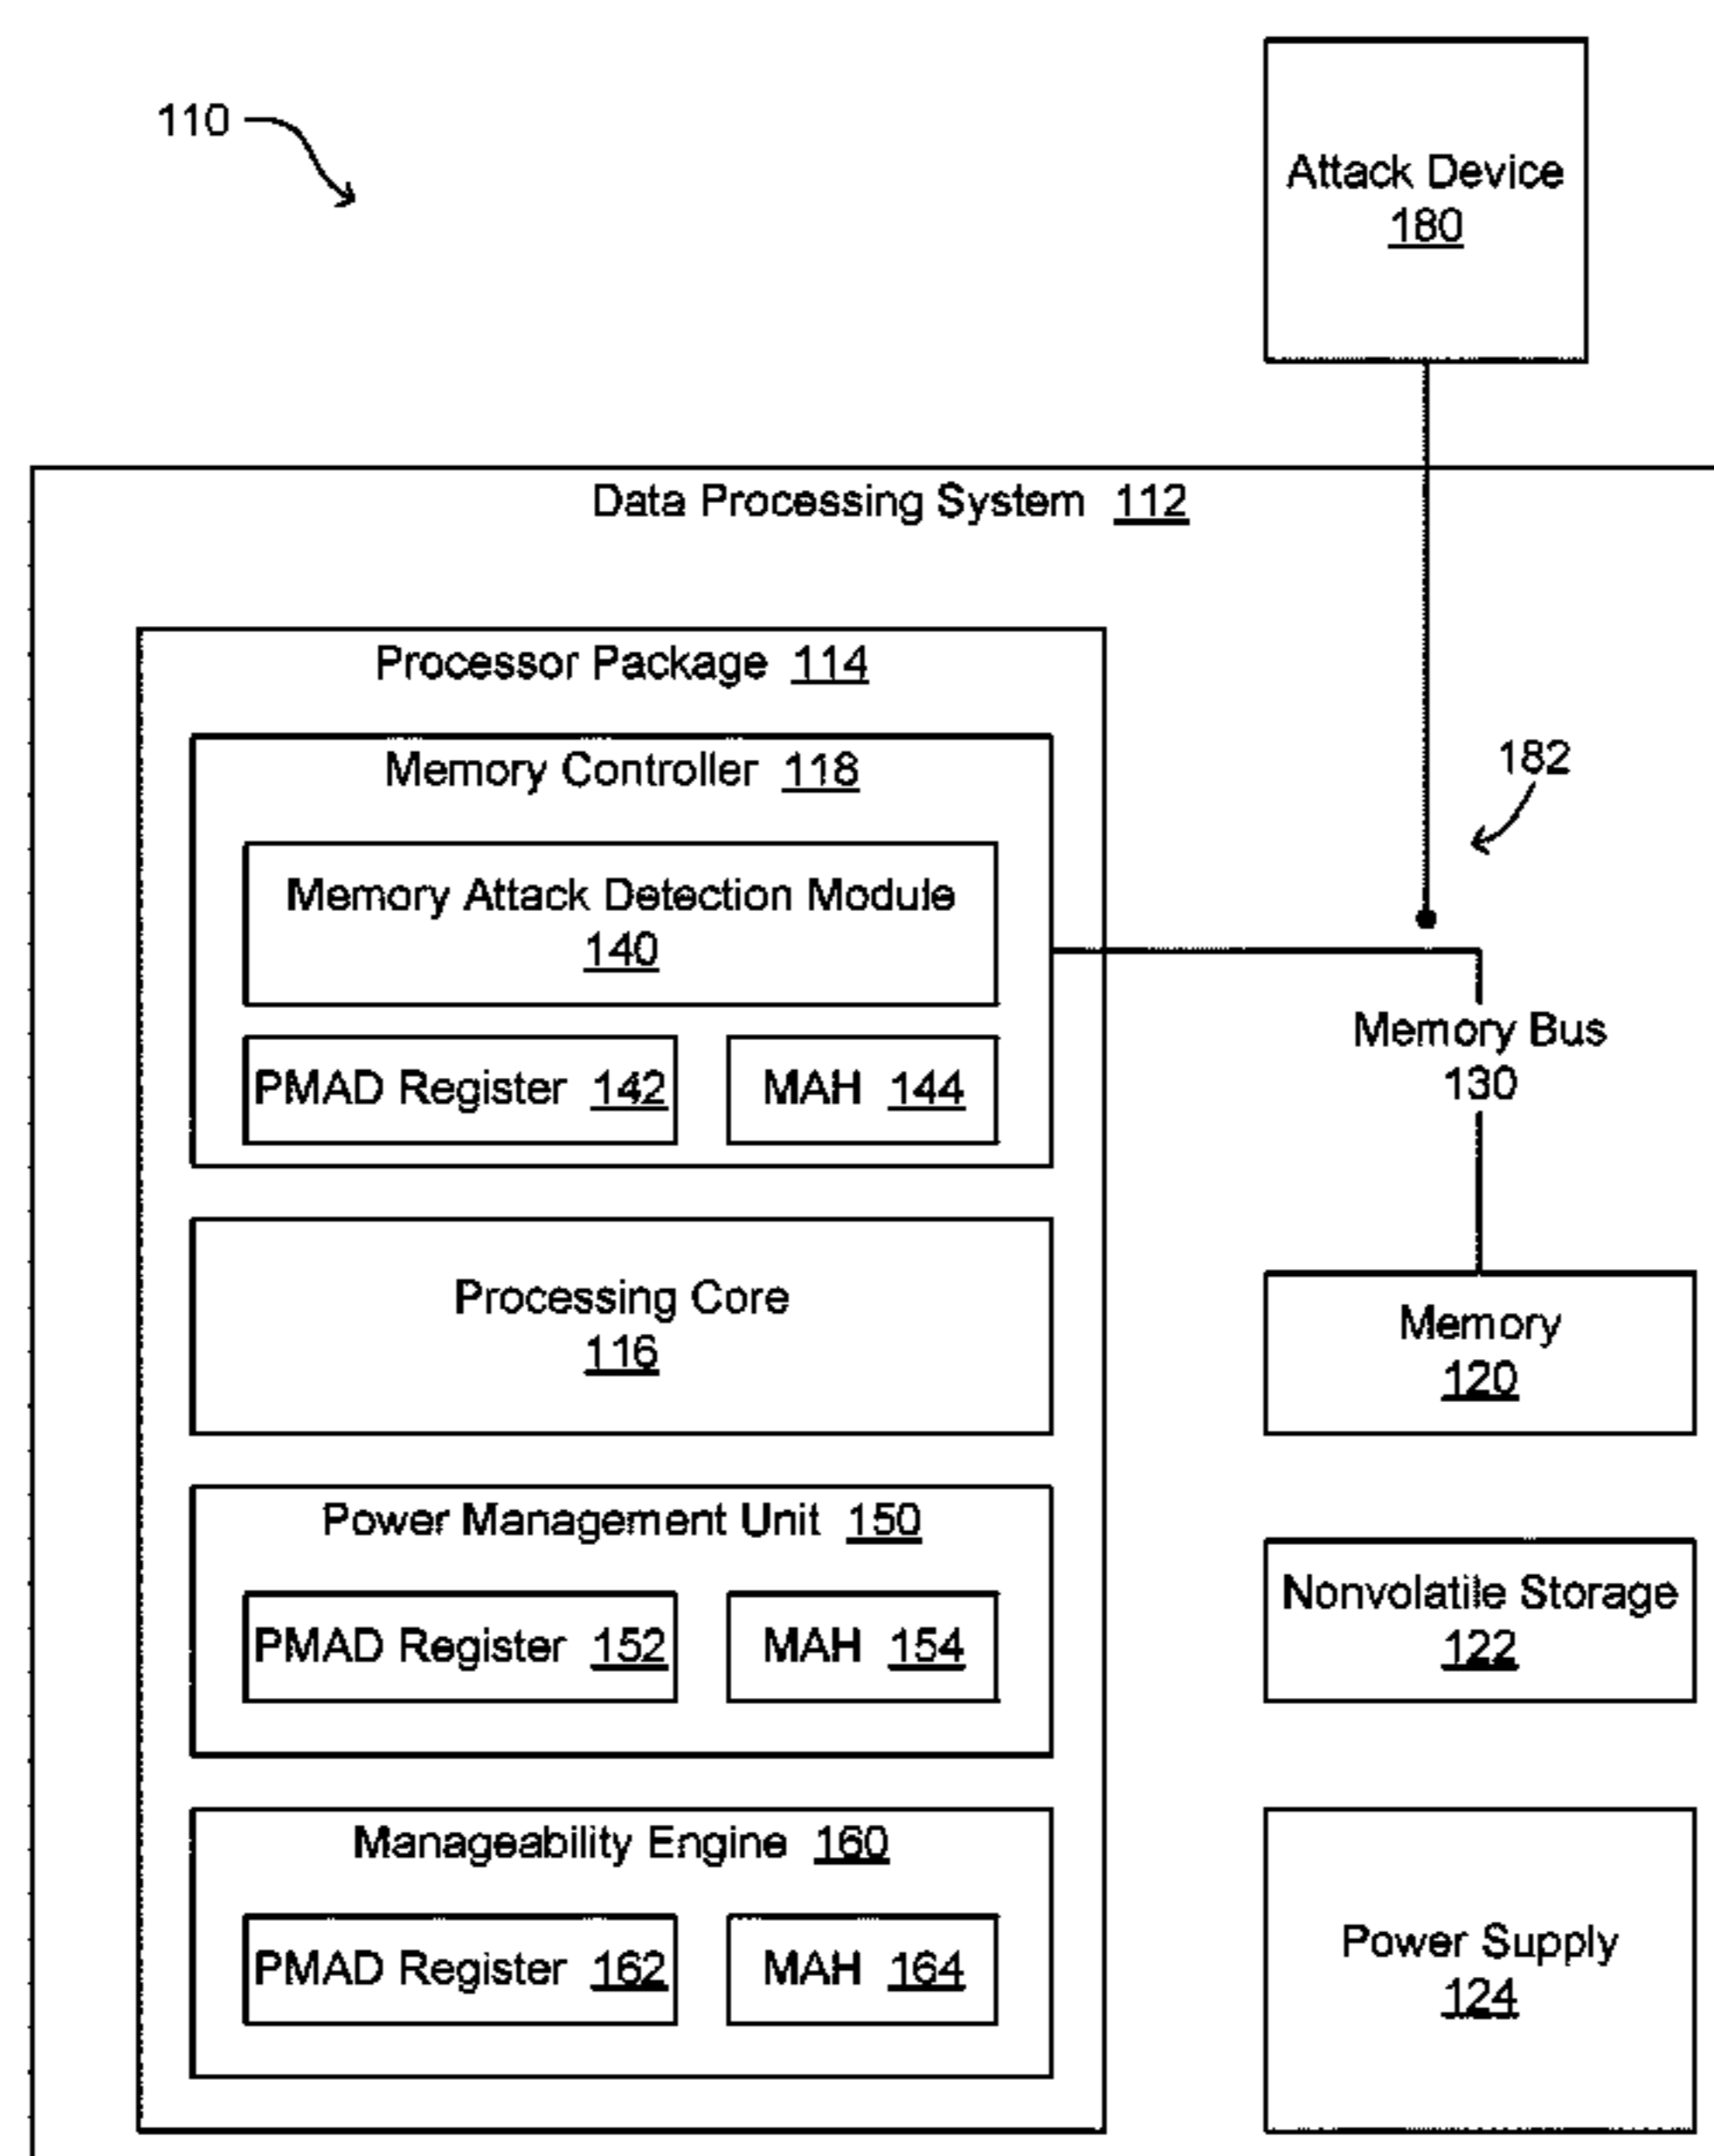 110
Attack Device
180
Data Processing System 112
Processor Package 114
Memory Controller 118
182
Memory Attack Detection Module
140
Memory Bus
130
PMAD Register 142
MAH 144
Processing Core
116
Memory
120
Power Management Unit 150
PMAD Register 152
MAH 154
Nonvolatile Storage
122
Manageability Engine 160
PMAD Register 162
MAH 164
Power Supply
124